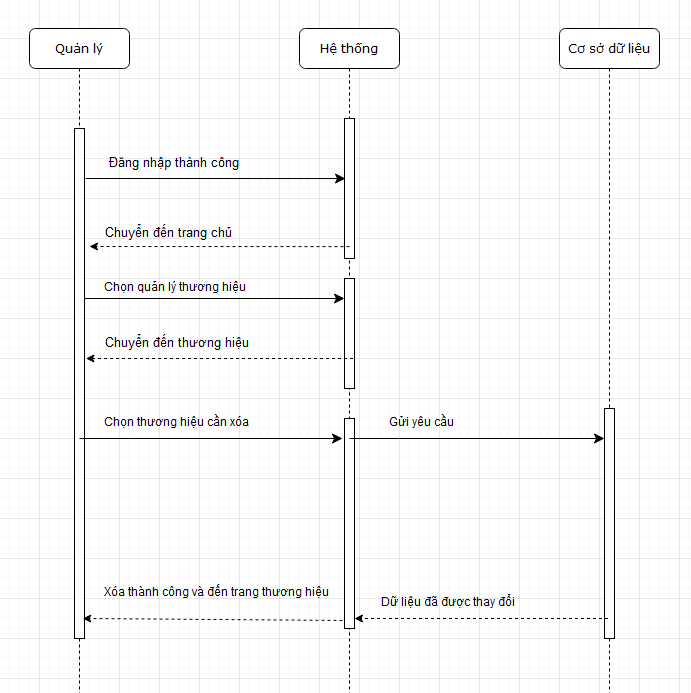 Quản lý
Hệ thống
Cơ sở dữ liệu
Đăng nhập thành công
Chuyển đến trang chủ
Chọn quản lý thương hiệu
Chuyển đến thương hiệu
Chọn thương hiệu cần xóa
Gửi yêu cầu
Xóa thành công và đến trang thương hiệu
Dữ liệu đã được thay đổi